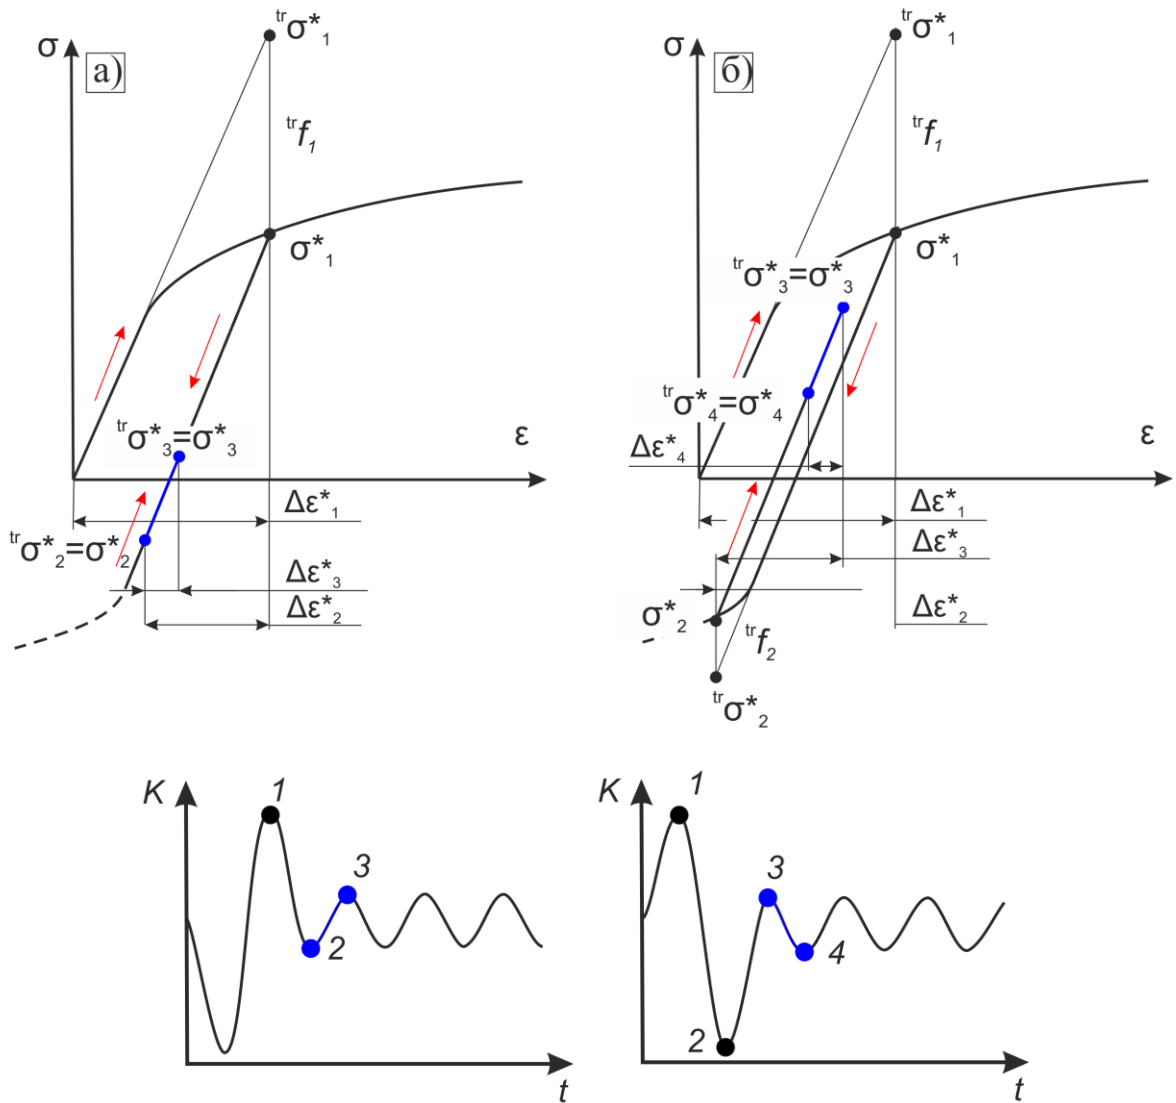 σ
а)
ᵗʳσ*₁
ᵗʳf₁
σ*₁
ᵗʳσ*₃=σ*₃
ε
Δε*₁
ᵗʳσ*₂=σ*₂
Δε*₃
Δε*₂
σ
б)
ᵗʳσ*₁
ᵗʳf₁
σ*₁
ᵗʳσ*₃=σ*₃
ᵗʳσ*₄=σ*₄
ε
Δε*₄
Δε*₁
Δε*₃
σ*₂
Δε*₂
ᵗʳf₂
ᵗʳσ*₂
K
1
3
2
t
K
1
3
4
2
t